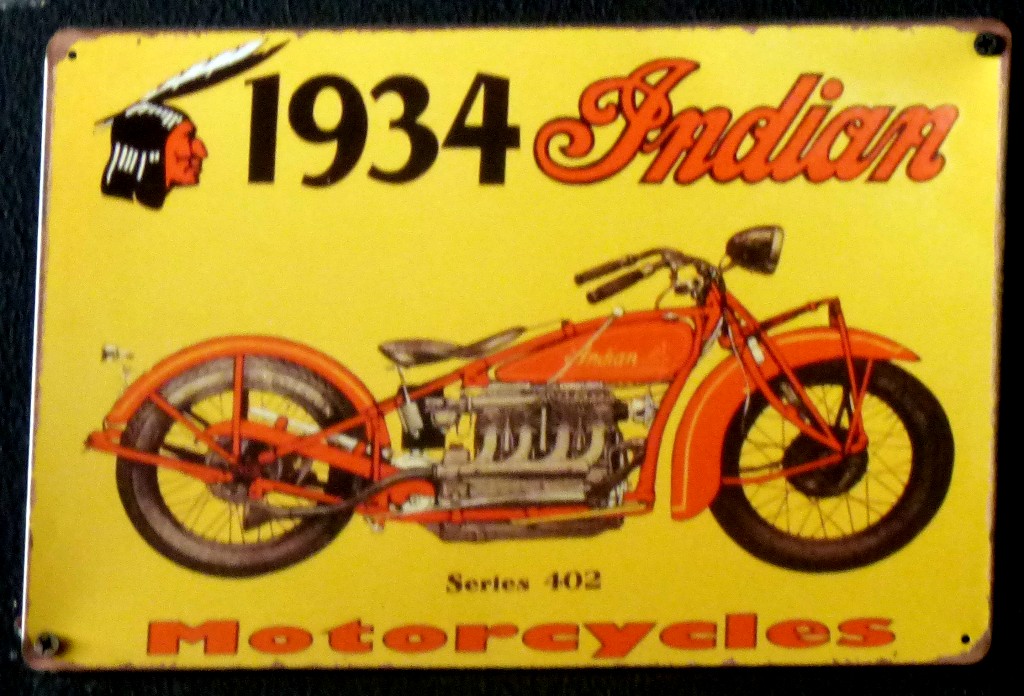 1934 Indian
Indian
Series 402
Motorcycles